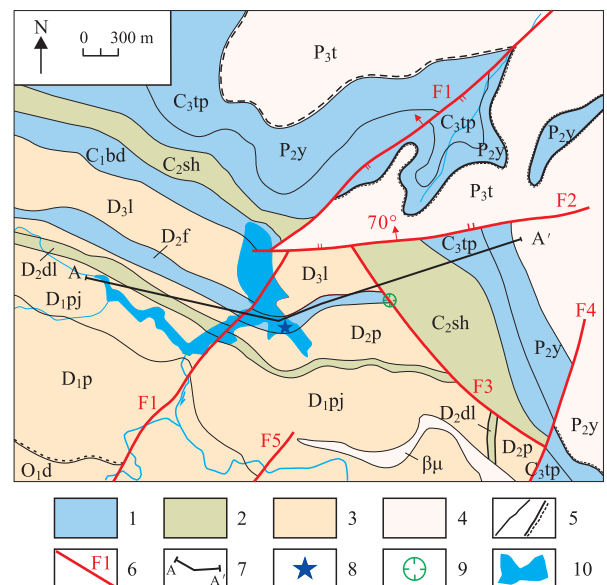 N
0 300 m
P₃t
F1
C₃tp
C₃tp
P₂y
P₂y
P₂y
C₁bd
C₂sh
P₃t
D₃l
F2
70°
D₂f
C₃tp
A′
D₂dl
A
D₃l
D₁pj
C₂sh
F4
D₂p
P₂y
D₁p
D₁pj
F1
F3
D₂dl
F5
D₂p
P₂y
O₁d
βμ
C₃tp
1 2 3 4 5
F1 6 A A′ 7 8 9 10